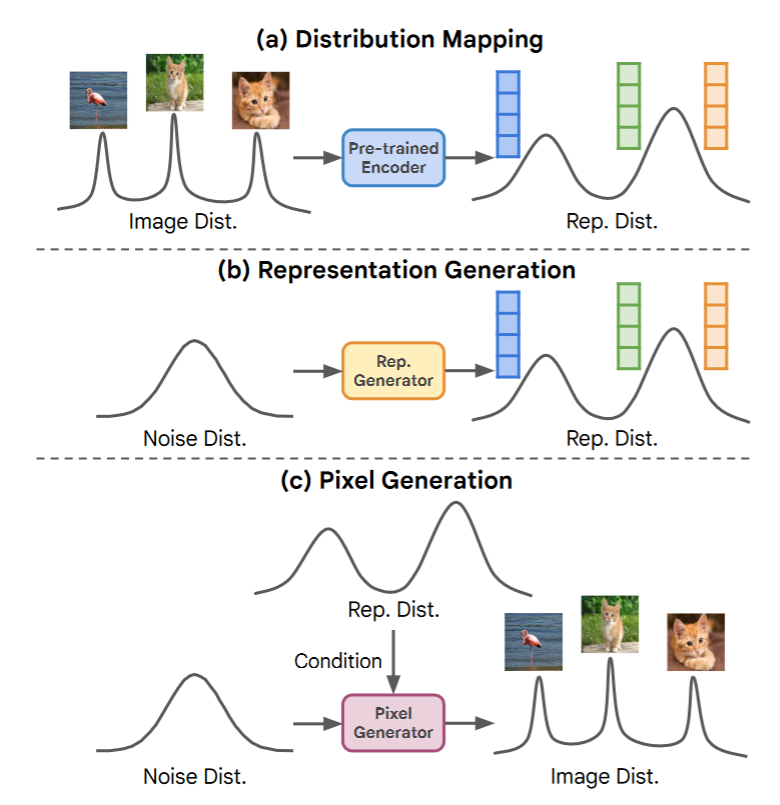 (a) Distribution Mapping
Pre-trained
Encoder
Image Dist.
Rep. Dist.
(b) Representation Generation
Rep.
Generator
Noise Dist.
Rep. Dist.
(c) Pixel Generation
Rep. Dist.
Condition
Pixel
Generator
Noise Dist.
Image Dist.